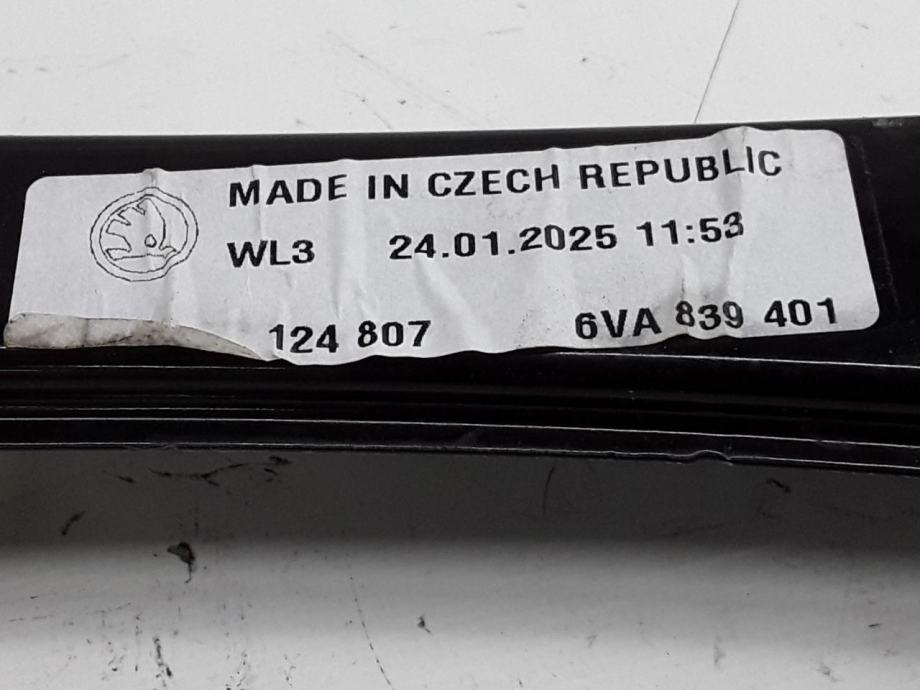 MADE IN CZECH REPUBLIC
WL3 24.01.2025 11:53
124 807 6VA 839 401